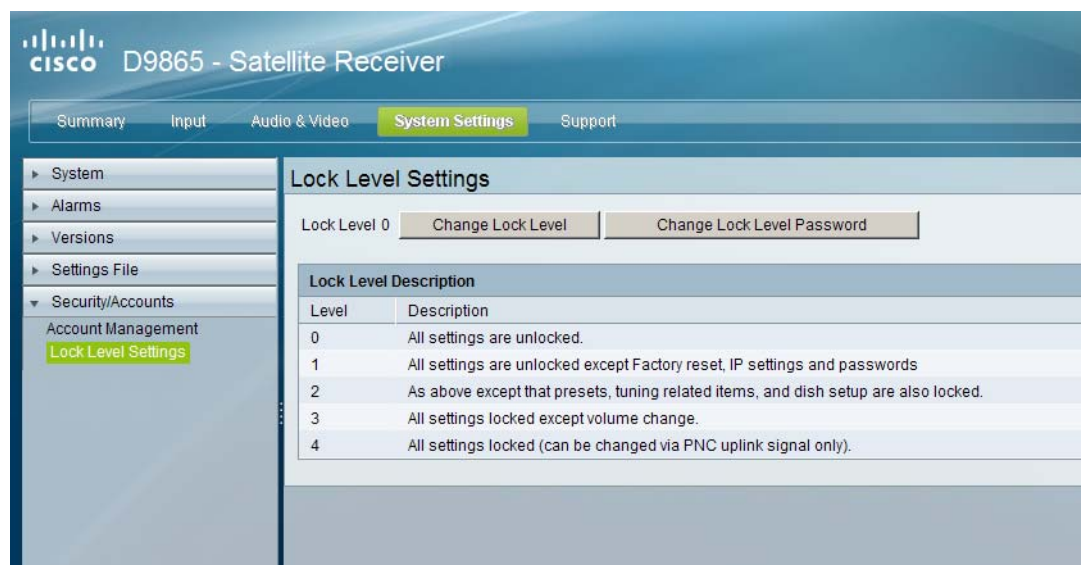 cisco D9865 - Satellite Receiver
Summary Input Audio & Video System Settings Support
System
Alarms
Versions
Settings File
Security/Accounts
Account Management
Lock Level Settings
Lock Level Settings
Lock Level 0 Change Lock Level Change Lock Level Password
Lock Level Description
Level Description
0 All settings are unlocked.
1 All settings are unlocked except Factory reset, IP settings and passwords
2 As above except that presets, tuning related items, and dish setup are also locked.
3 All settings locked except volume change.
4 All settings locked (can be changed via PNC uplink signal only).